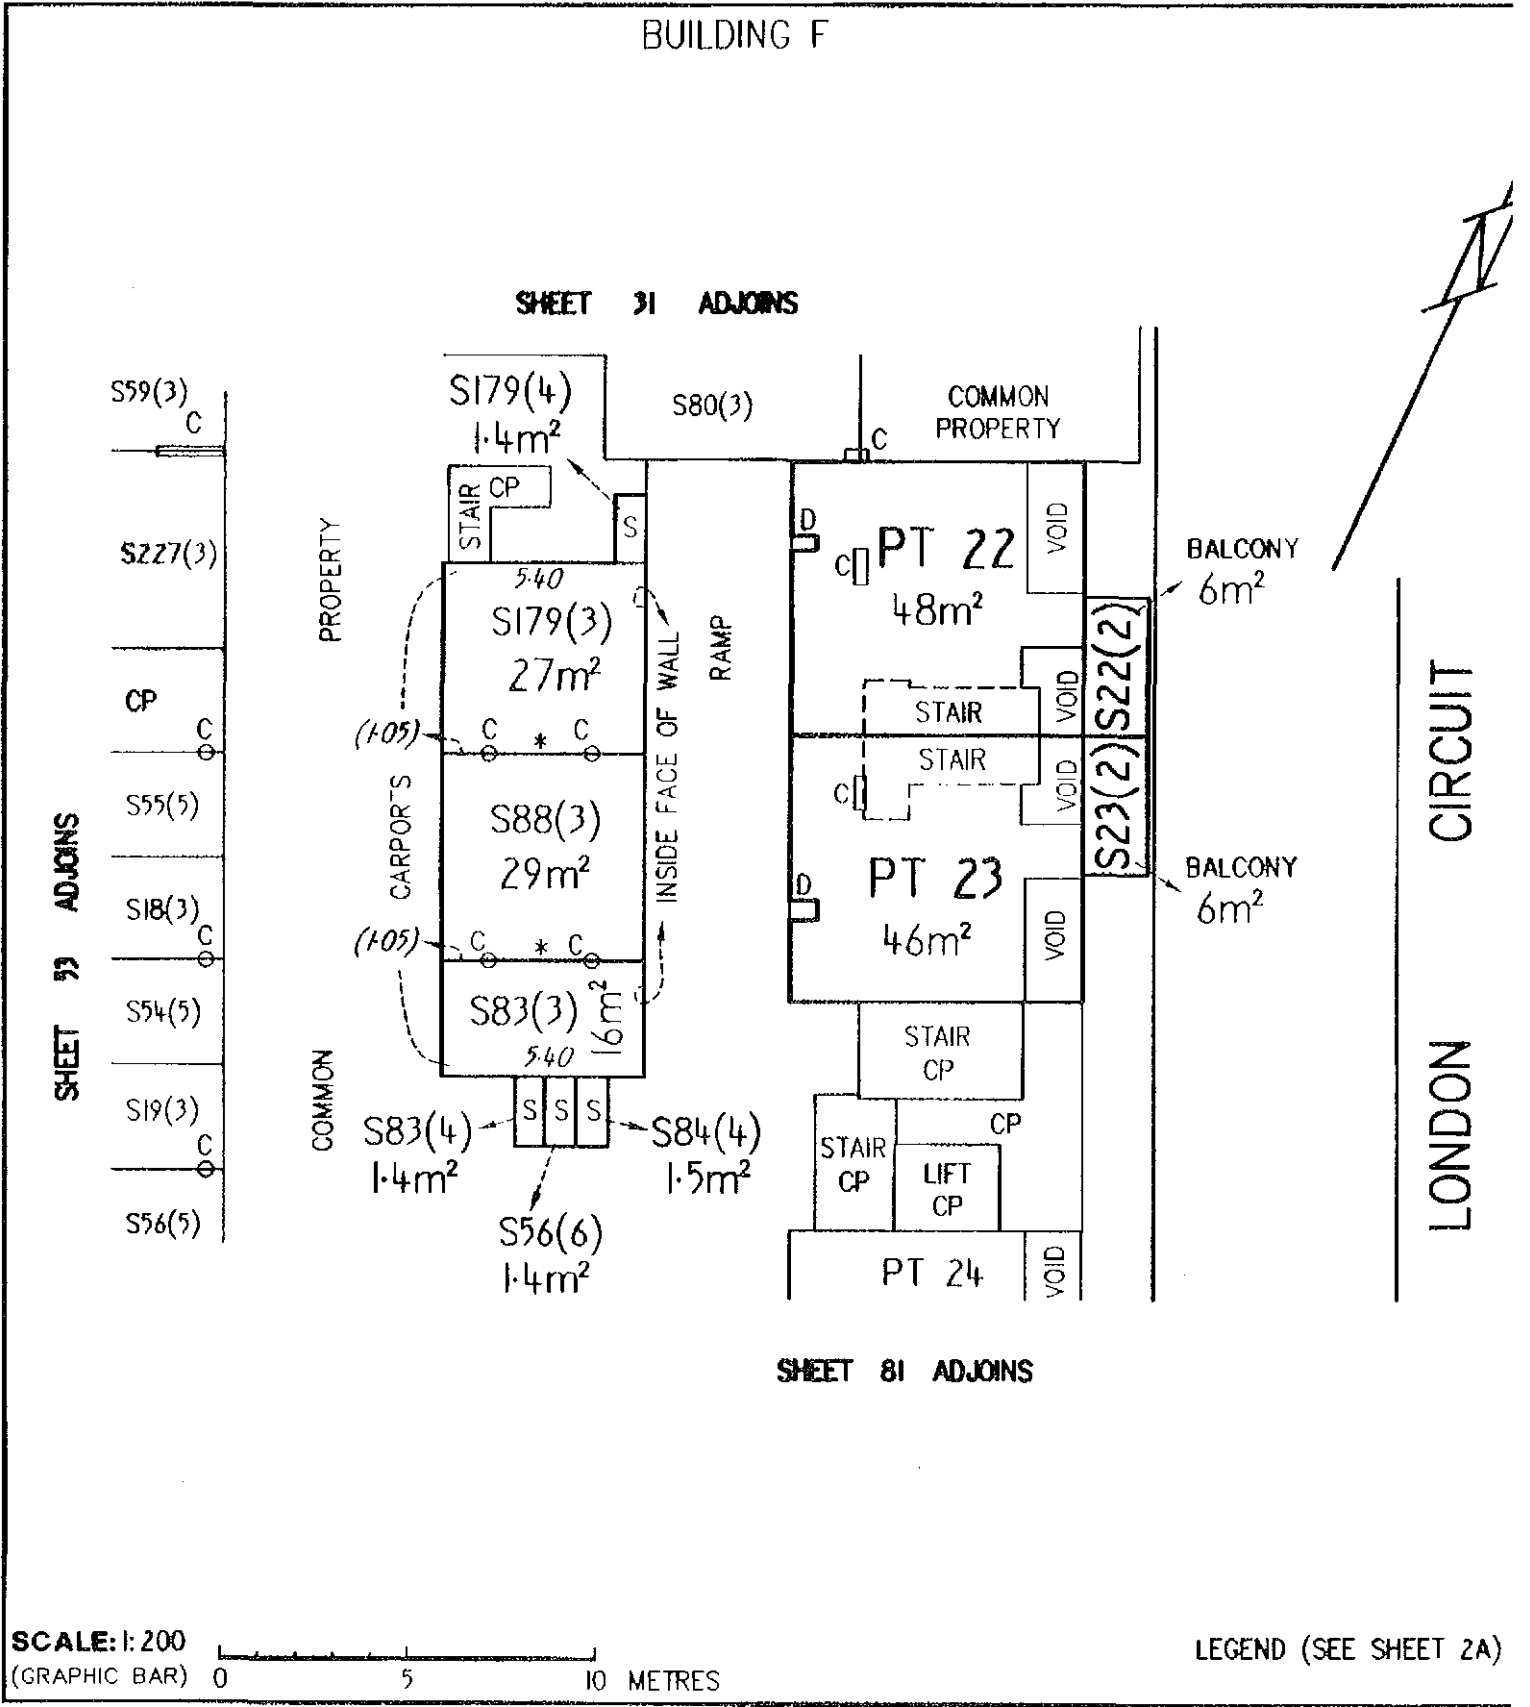 BUILDING F
SHEET 31 ADJOINS
S59(3)
C
S179(4)
1.4m²
S80(3)
COMMON
PROPERTY
C
STAIR
CP
S
S227(3)
PROPERTY
5.40
S179(3)
27m²
RAMP
INSIDE FACE OF WALL
D
C
PT 22
48m²
VOID
BALCONY
6m²
S22(2)
CP
C
(1.05)
C
*
C
STAIR
VOID
STAIR
VOID
C
S23(2)
CIRCUIT
S55(5)
CARPORTS
S88(3)
29m²
SHEET 33 ADJOINS
D
PT 23
46m²
VOID
BALCONY
6m²
S18(3)
C
(1.05)
C
*
C
S54(5)
S83(3)
16m²
5.40
STAIR
CP
S19(3)
C
COMMON
S83(4)
1.4m²
S
S
S
S84(4)
1.5m²
CP
STAIR
CP
LIFT
CP
LONDON
S56(5)
S56(6)
1.4m²
PT 24
VOID
SHEET 81 ADJOINS
SCALE: 1:200
(GRAPHIC BAR) 0 5 10 METRES
LEGEND (SEE SHEET 2A)
N